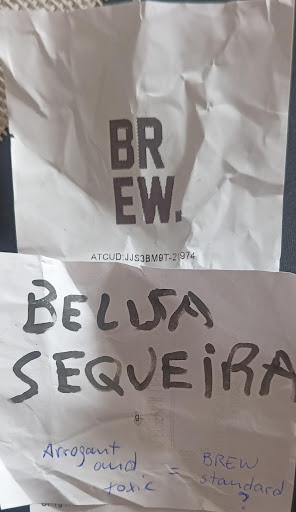 BR
EW.
ATCUD:JJS3BM9T-21974
BELISA
SEQUEIRA
Arrogant
and
toxic
=
BREW
standard
?